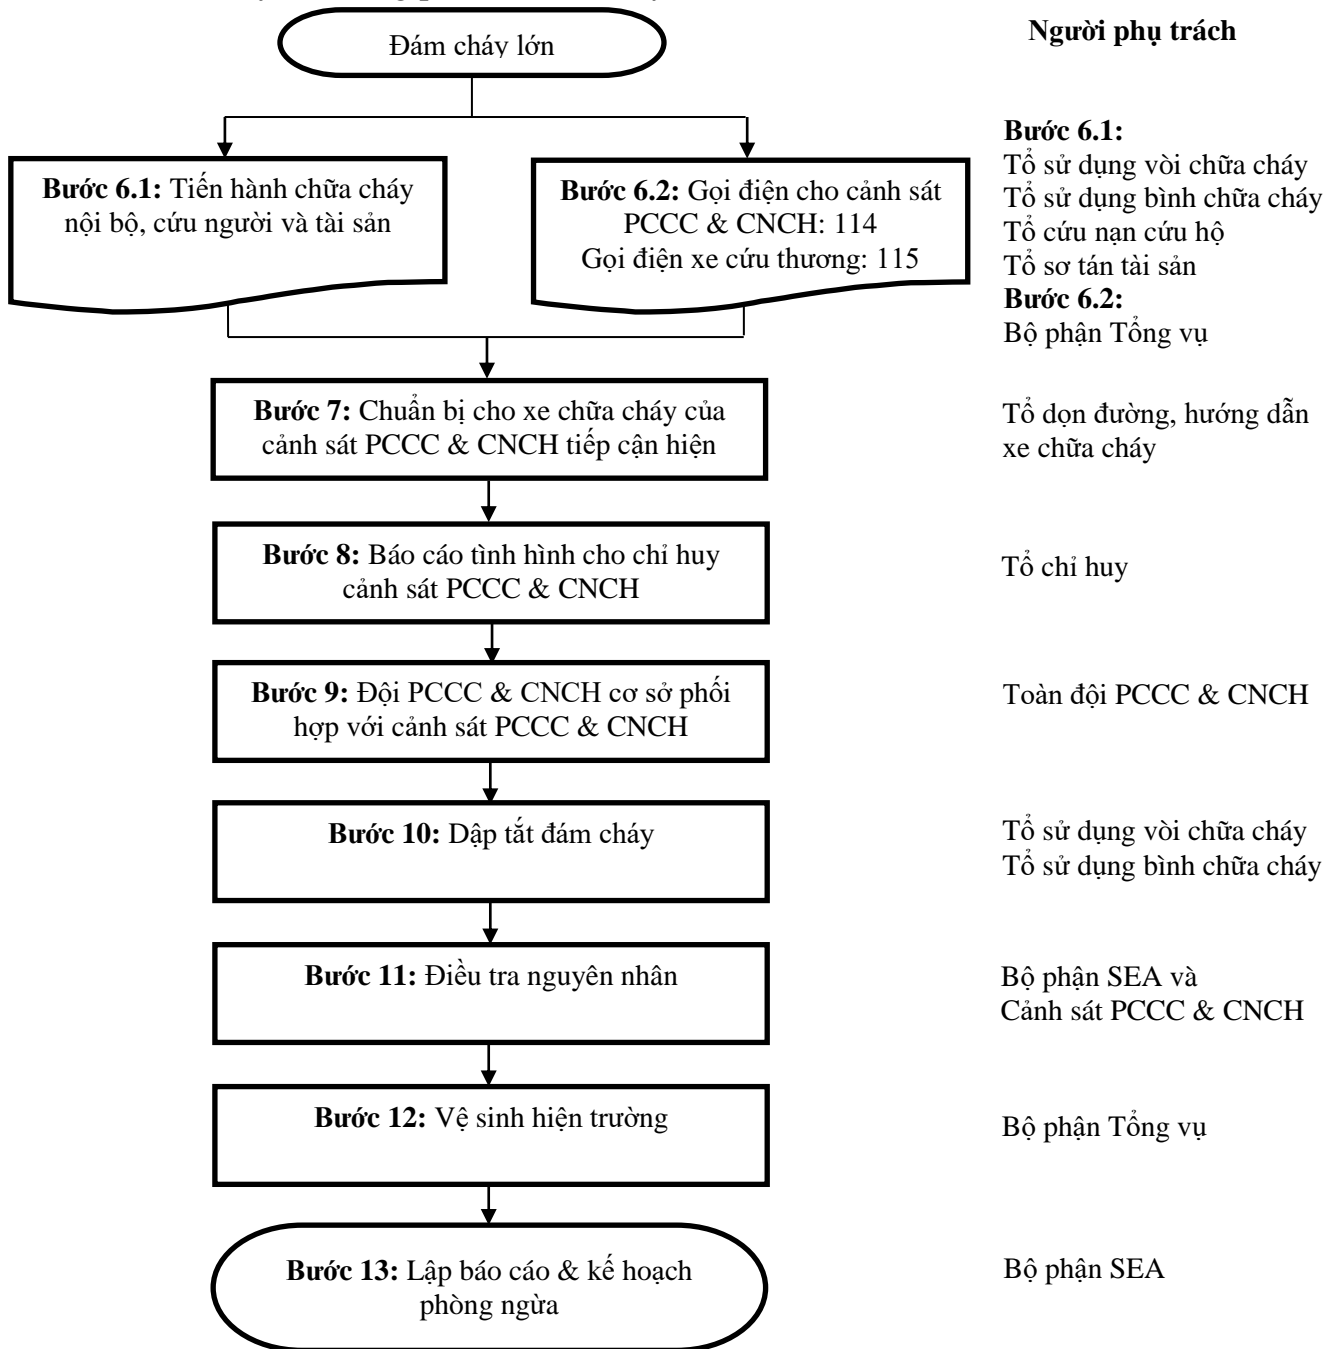 Đám cháy lớn
Người phụ trách
Bước 6.1: Tiến hành chữa cháy
nội bộ, cứu người và tài sản
Bước 6.2: Gọi điện cho cảnh sát
PCCC & CNCH: 114
Gọi điện xe cứu thương: 115
Bước 6.1:
Tổ sử dụng vòi chữa cháy
Tổ sử dụng bình chữa cháy
Tổ cứu nạn cứu hộ
Tổ sơ tán tài sản
Bước 6.2:
Bộ phận Tổng vụ
Bước 7: Chuẩn bị cho xe chữa cháy của
cảnh sát PCCC & CNCH tiếp cận hiện
Tổ dọn đường, hướng dẫn
xe chữa cháy
Bước 8: Báo cáo tình hình cho chỉ huy
cảnh sát PCCC & CNCH
Tổ chỉ huy
Bước 9: Đội PCCC & CNCH cơ sở phối
hợp với cảnh sát PCCC & CNCH
Toàn đội PCCC & CNCH
Bước 10: Dập tắt đám cháy
Tổ sử dụng vòi chữa cháy
Tổ sử dụng bình chữa cháy
Bước 11: Điều tra nguyên nhân
Bộ phận SEA và
Cảnh sát PCCC & CNCH
Bước 12: Vệ sinh hiện trường
Bộ phận Tổng vụ
Bước 13: Lập báo cáo & kế hoạch
phòng ngừa
Bộ phận SEA